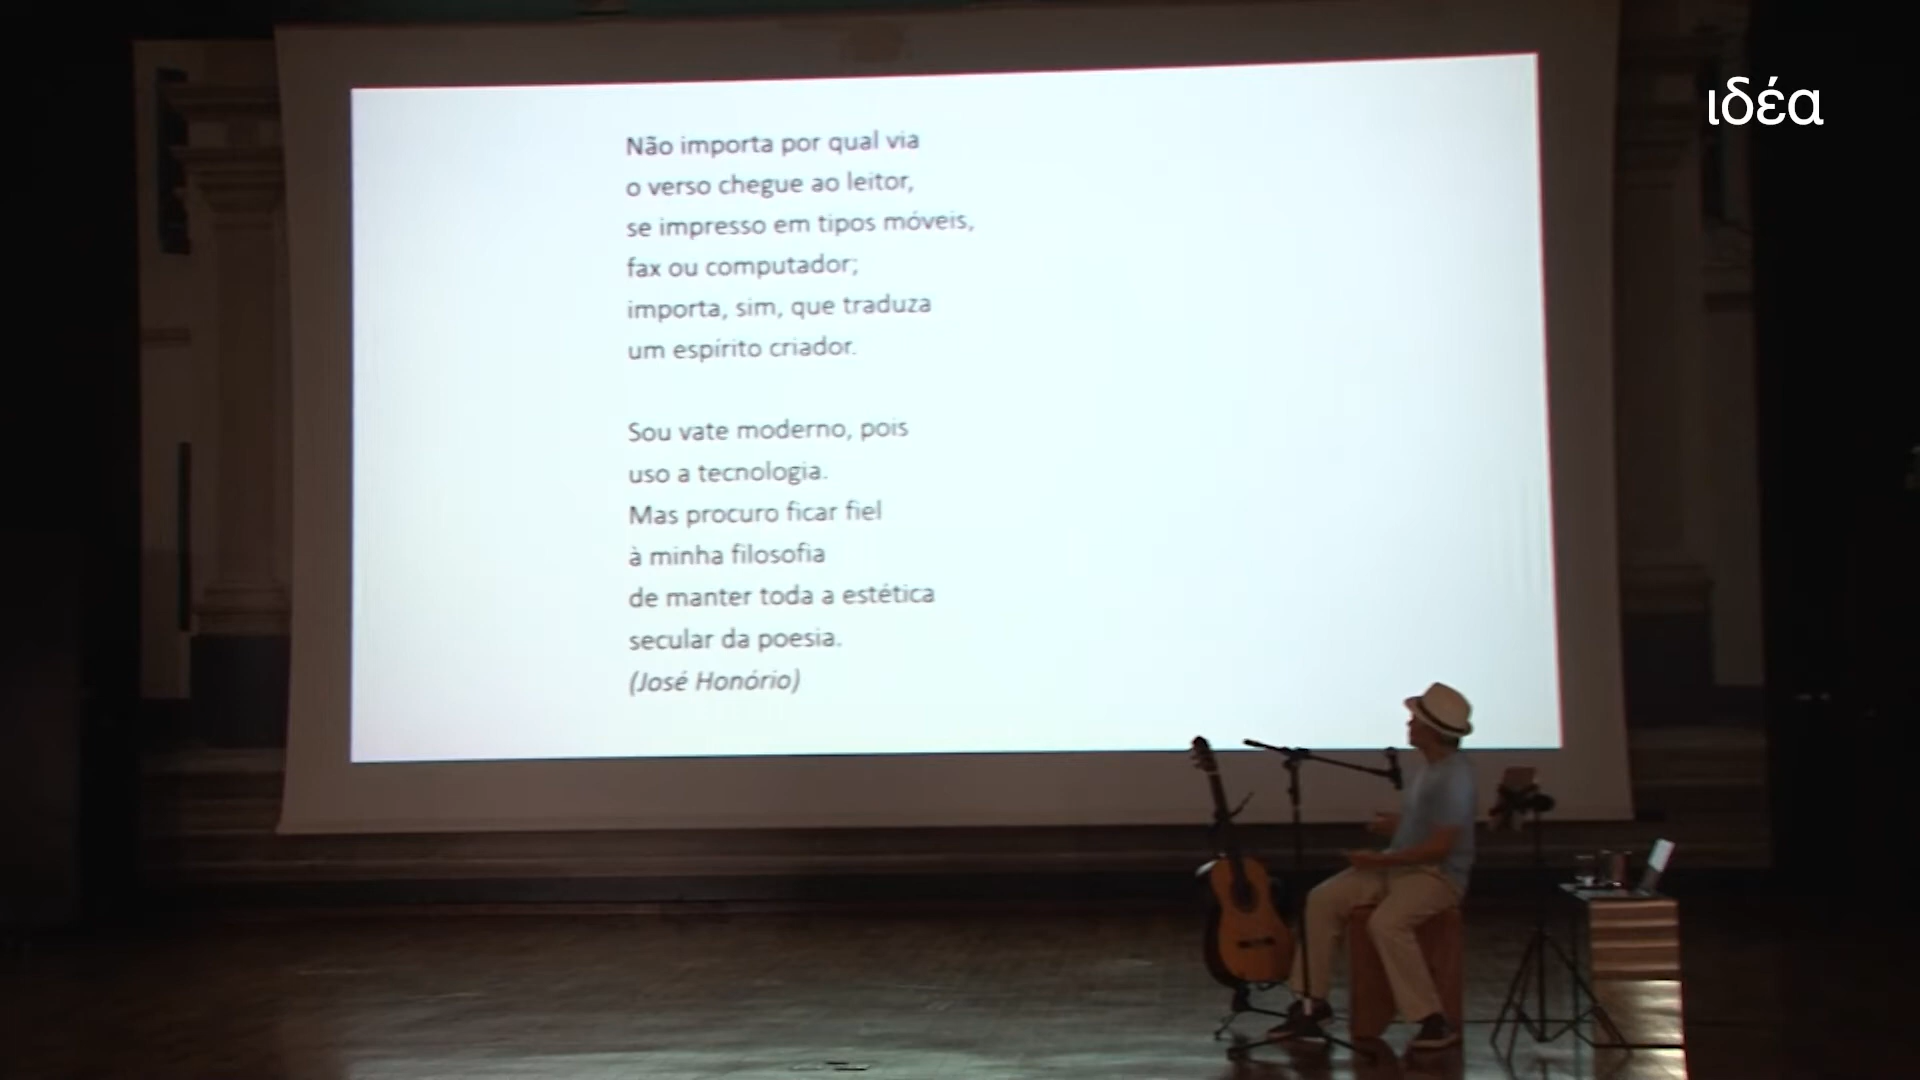 ιδέα
Não importa por qual via
o verso chegue ao leitor,
se impresso em tipos móveis,
fax ou computador;
importa, sim, que traduza
um espírito criador.
Sou vate moderno, pois
uso a tecnologia.
Mas procuro ficar fiel
à minha filosofia
de manter toda a estética
secular da poesia.
(José Honório)